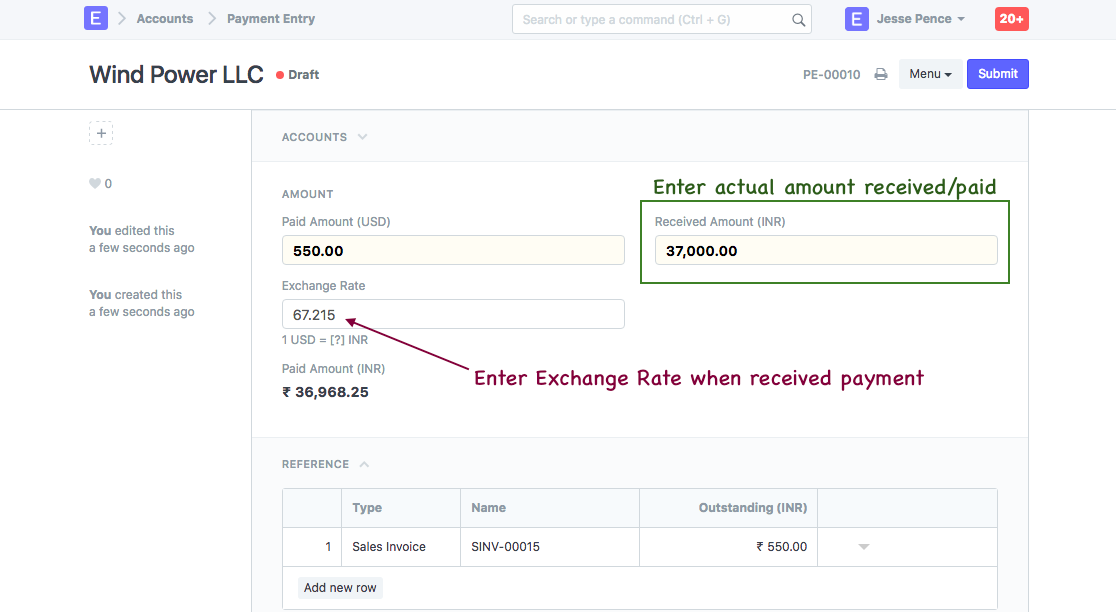 E Accounts Payment Entry Search or type a command (Ctrl + G) E Jesse Pence 20+
Wind Power LLC Draft PE-00010 Menu Submit
+
ACCOUNTS
0
You edited this
a few seconds ago
You created this
a few seconds ago
AMOUNT
Enter actual amount received/paid
Paid Amount (USD)
550.00
Received Amount (INR)
37,000.00
Exchange Rate
67.215
1 USD = [?] INR
Enter Exchange Rate when received payment
Paid Amount (INR)
₹ 36,968.25
REFERENCE
Type Name Outstanding (INR)
1 Sales Invoice SINV-00015 ₹ 550.00
Add new row